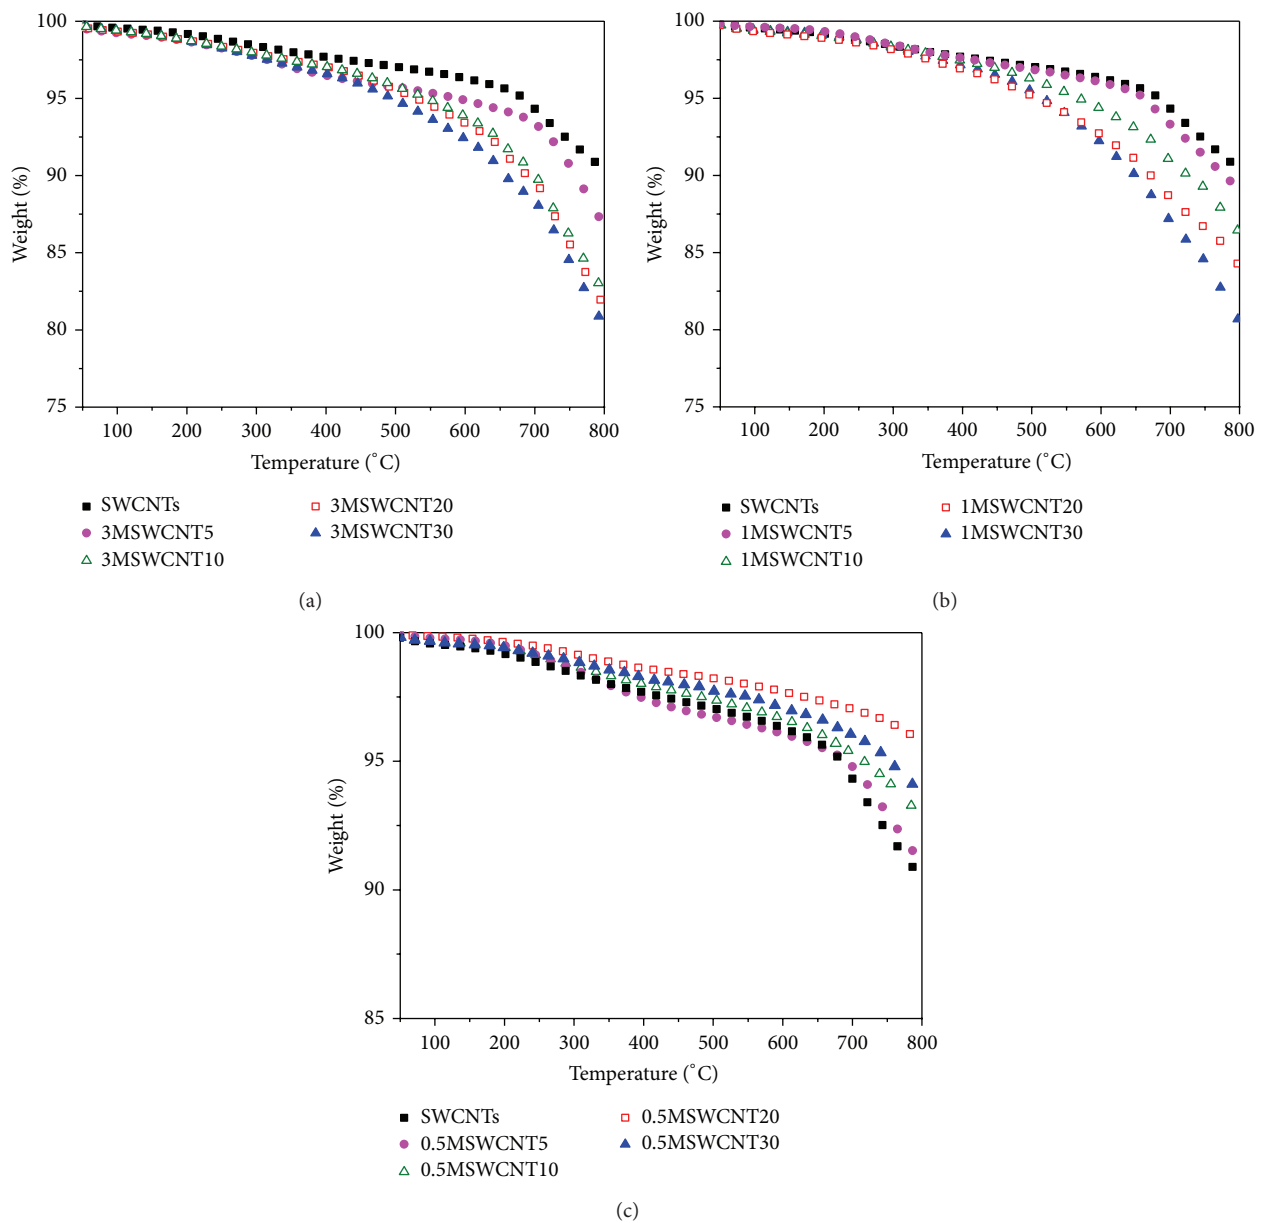 100
95
90
85
80
75
Weight (%)
100 200 300 400 500 600 700 800
Temperature (˚C)
SWCNTs
3MSWCNT5
3MSWCNT10
3MSWCNT20
3MSWCNT30
(a)
100
95
90
85
80
75
Weight (%)
100 200 300 400 500 600 700 800
Temperature (˚C)
SWCNTs
1MSWCNT5
1MSWCNT10
1MSWCNT20
1MSWCNT30
(b)
100
95
90
85
Weight (%)
100 200 300 400 500 600 700 800
Temperature (˚C)
SWCNTs
0.5MSWCNT5
0.5MSWCNT10
0.5MSWCNT20
0.5MSWCNT30
(c)